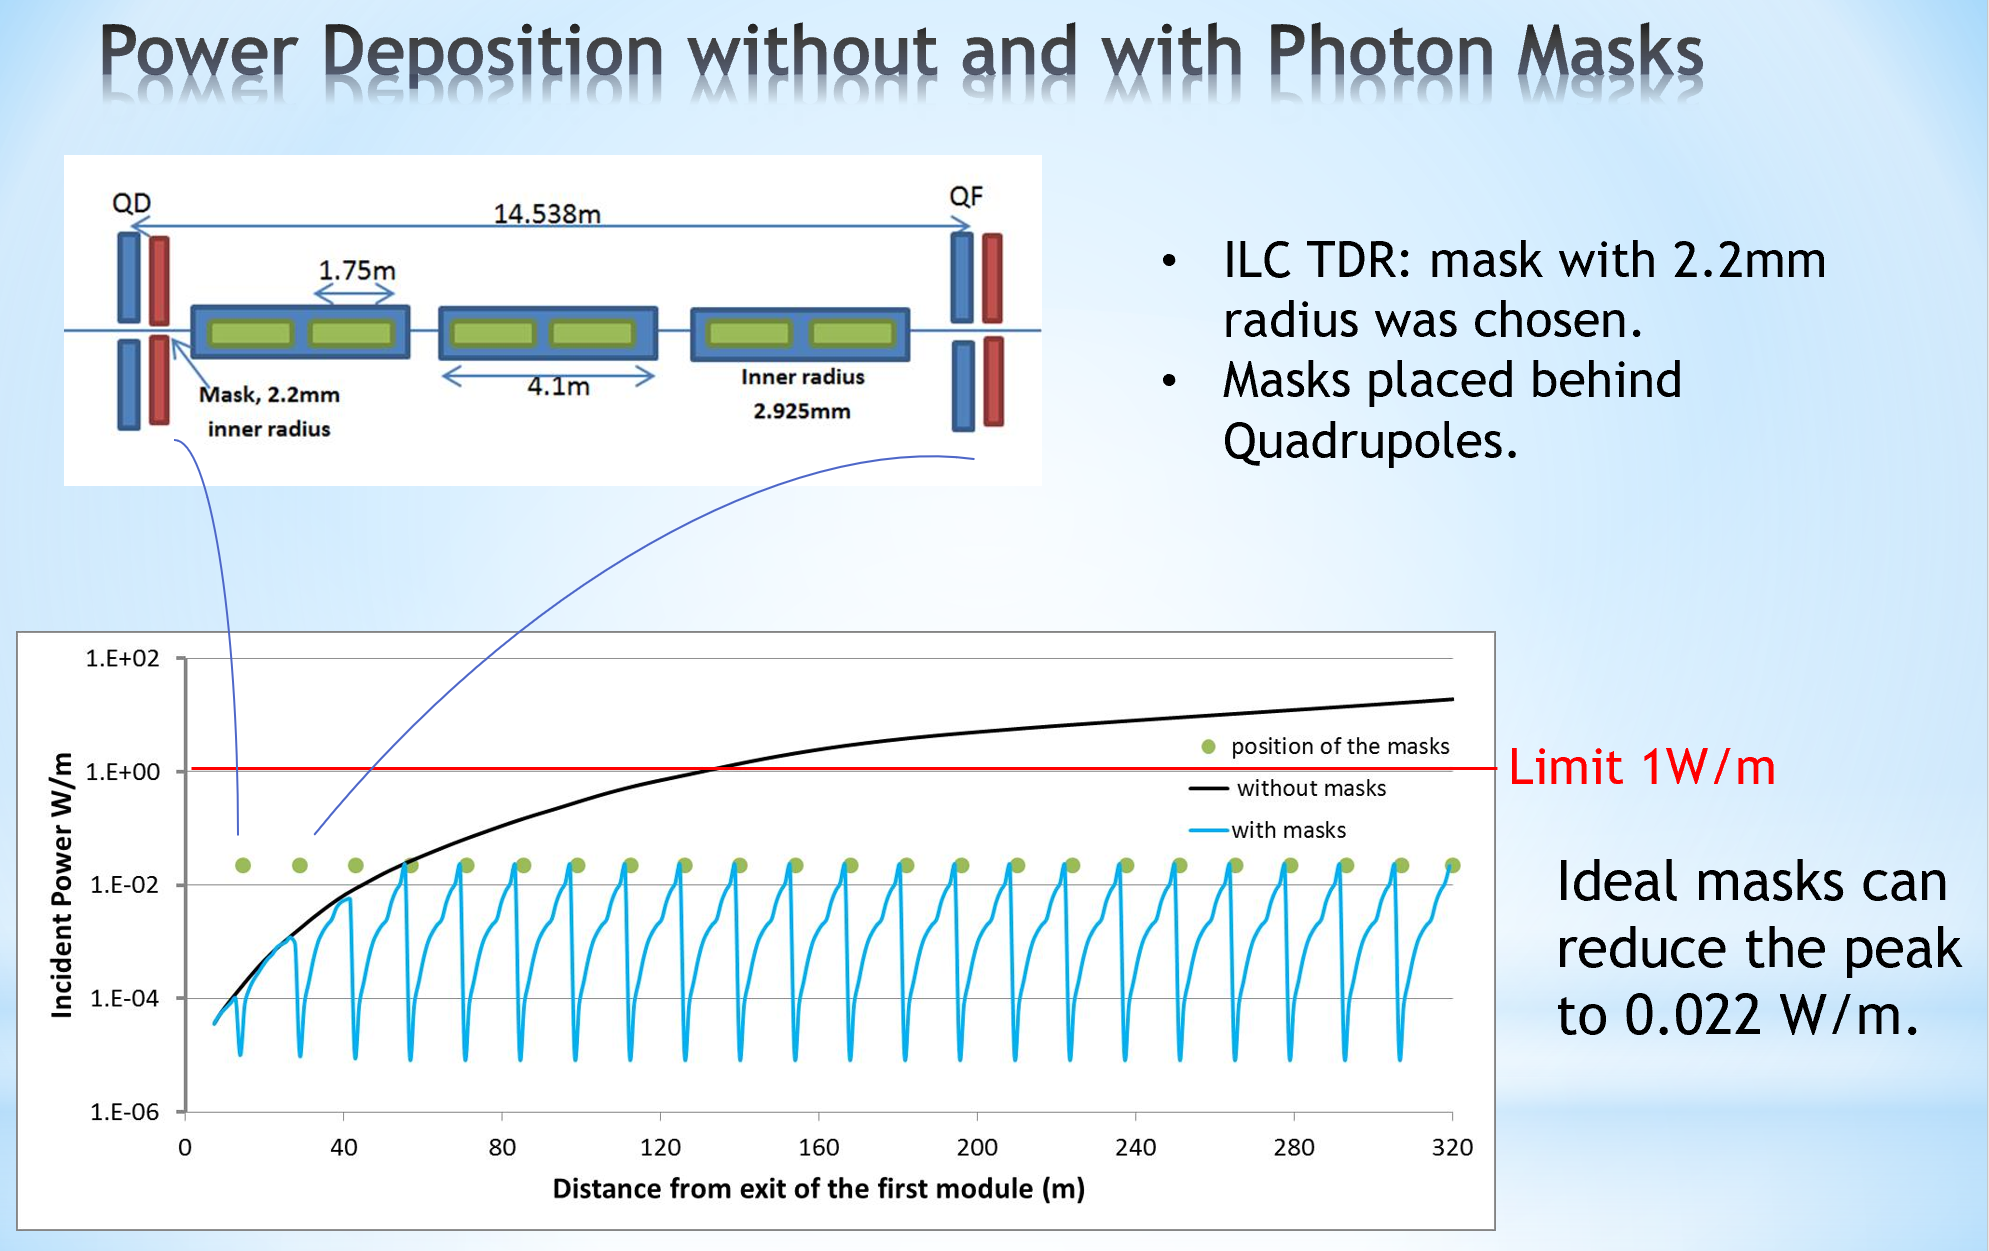 Power Deposition without and with Photon Masks
QD
QF
14.538m
1.75m
4.1m
Mask, 2.2mm
inner radius
Inner radius
2.925mm
• ILC TDR: mask with 2.2mm
radius was chosen.
• Masks placed behind
Quadrupoles.
1.E+02
1.E+00
1.E-02
1.E-04
1.E-06
Incident Power W/m
position of the masks
without masks
with masks
0 40 80 120 160 200 240 280 320
Distance from exit of the first module (m)
Limit 1W/m
Ideal masks can
reduce the peak
to 0.022 W/m.